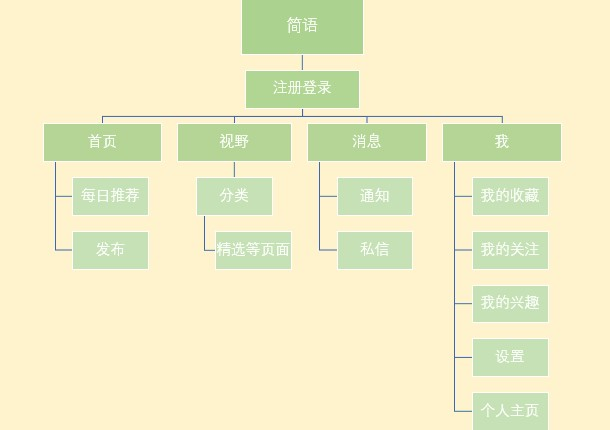 简语
注册登录
首页
视野
消息
我
每日推荐
分类
通知
我的收藏
发布
精选等页面
私信
我的关注
我的兴趣
设置
个人主页